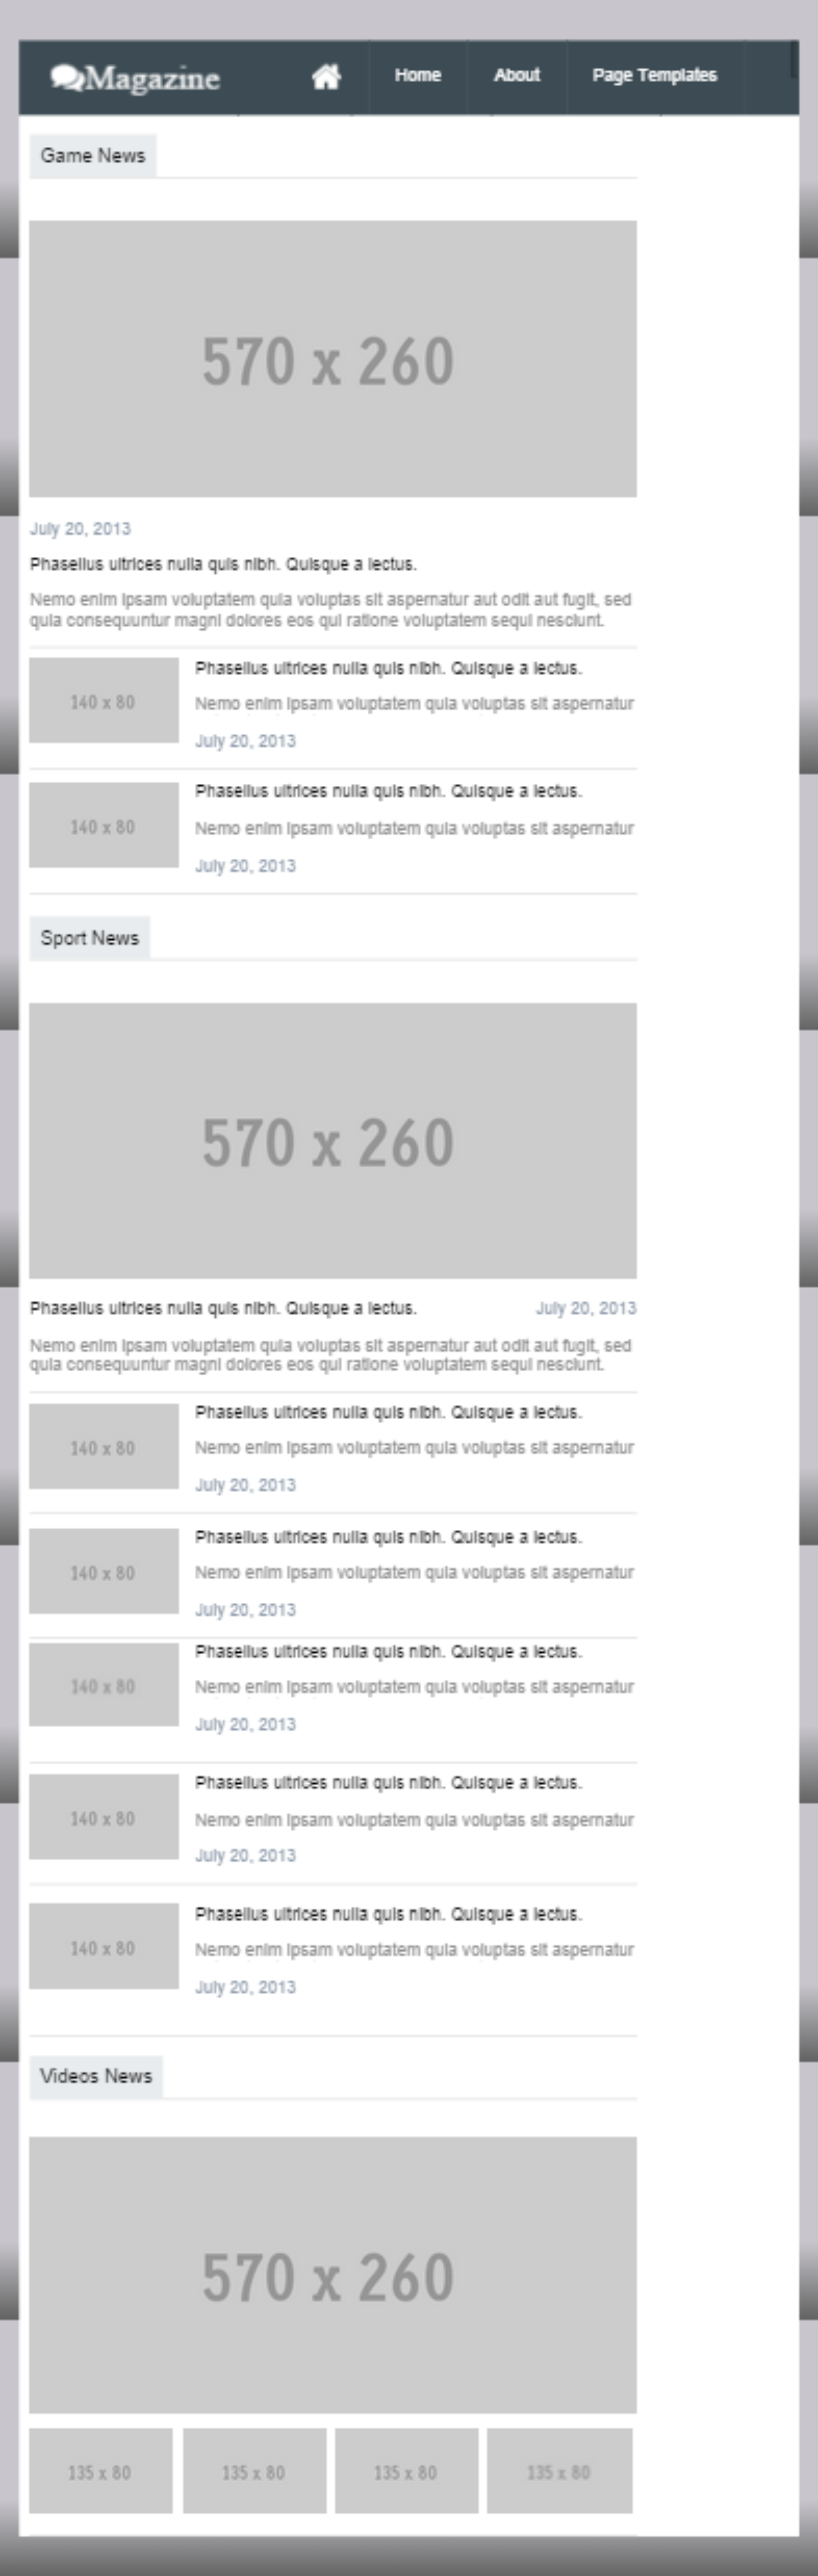 Magazine
Home
About
Page Templates
Game News
570 x 260
July 20, 2013
Phasellus ultrices nulla quis nibh. Quisque a lectus.
Nemo enim ipsam voluptatem quia voluptas sit aspernatur aut odit aut fugit, sed
quia consequuntur magni dolores eos qui ratione voluptatem sequi nesciunt.
140 x 80
Phasellus ultrices nulla quis nibh. Quisque a lectus.
Nemo enim ipsam voluptatem quia voluptas sit aspernatur
July 20, 2013
140 x 80
Phasellus ultrices nulla quis nibh. Quisque a lectus.
Nemo enim ipsam voluptatem quia voluptas sit aspernatur
July 20, 2013
Sport News
570 x 260
Phasellus ultrices nulla quis nibh. Quisque a lectus.
July 20, 2013
Nemo enim ipsam voluptatem quia voluptas sit aspernatur aut odit aut fugit, sed
quia consequuntur magni dolores eos qui ratione voluptatem sequi nesciunt.
140 x 80
Phasellus ultrices nulla quis nibh. Quisque a lectus.
Nemo enim ipsam voluptatem quia voluptas sit aspernatur
July 20, 2013
140 x 80
Phasellus ultrices nulla quis nibh. Quisque a lectus.
Nemo enim ipsam voluptatem quia voluptas sit aspernatur
July 20, 2013
140 x 80
Phasellus ultrices nulla quis nibh. Quisque a lectus.
Nemo enim ipsam voluptatem quia voluptas sit aspernatur
July 20, 2013
140 x 80
Phasellus ultrices nulla quis nibh. Quisque a lectus.
Nemo enim ipsam voluptatem quia voluptas sit aspernatur
July 20, 2013
140 x 80
Phasellus ultrices nulla quis nibh. Quisque a lectus.
Nemo enim ipsam voluptatem quia voluptas sit aspernatur
July 20, 2013
Videos News
570 x 260
135 x 80
135 x 80
135 x 80
135 x 80